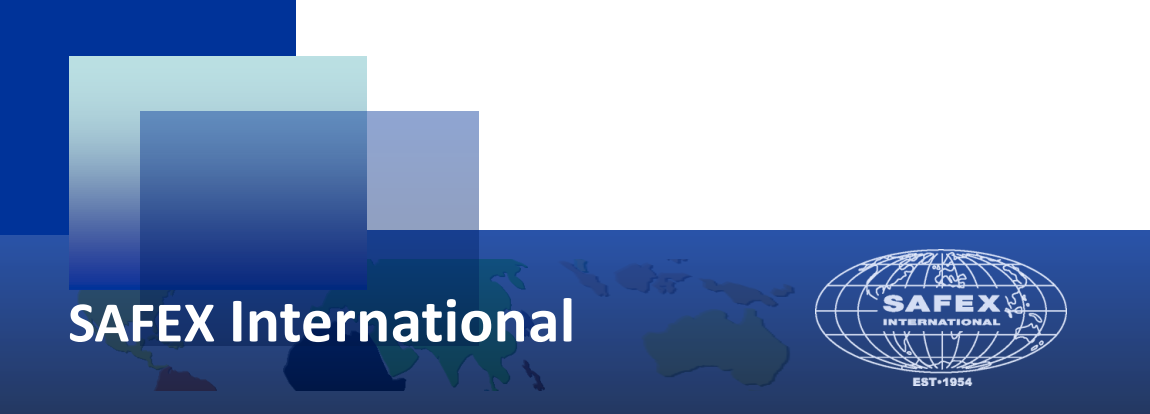 SAFEX International
SAFEX
INTERNATIONAL
EST•1954